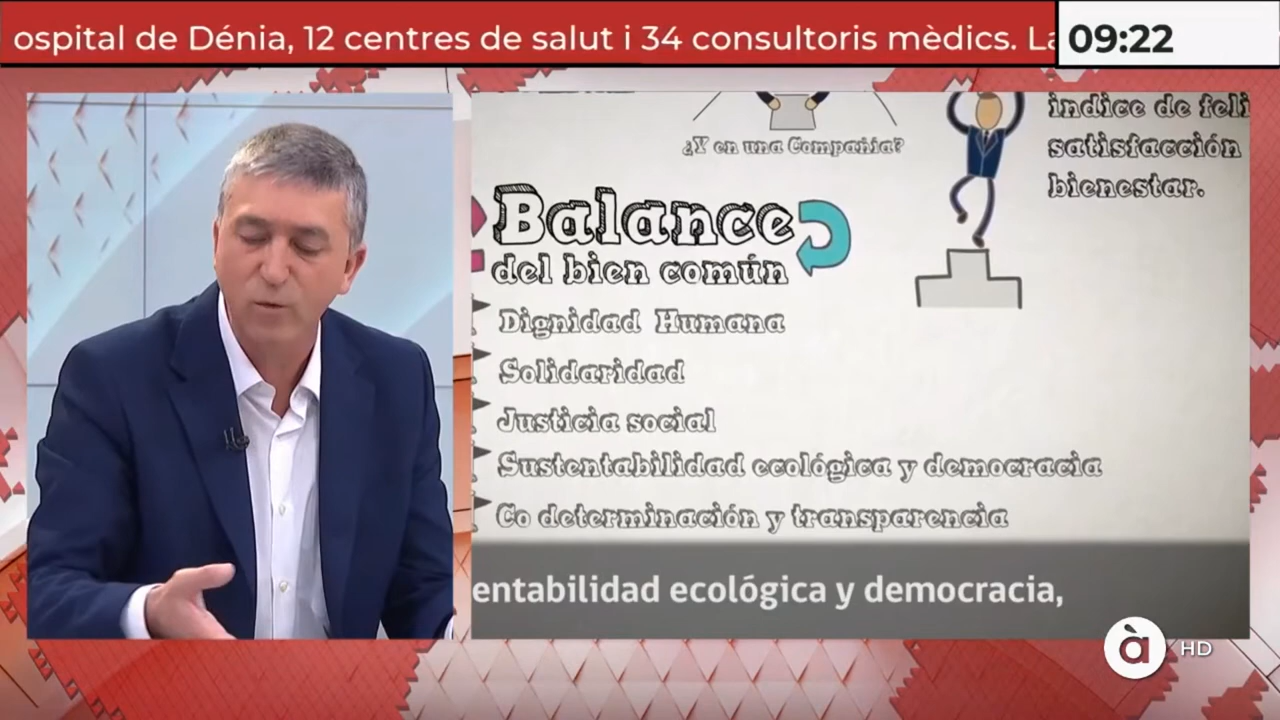 ospital de Dénia, 12 centres de salut i 34 consultoris mèdics. La
09:22
¿Y en una Compañía?
índice de feli
satisfacción
bienestar.
Balance
del bien común
Dignidad Humana
Solidaridad
Justicia social
Sustentabilidad ecológica y democracia
Co determinación y transparencia
entabilidad ecológica y democracia,
à HD